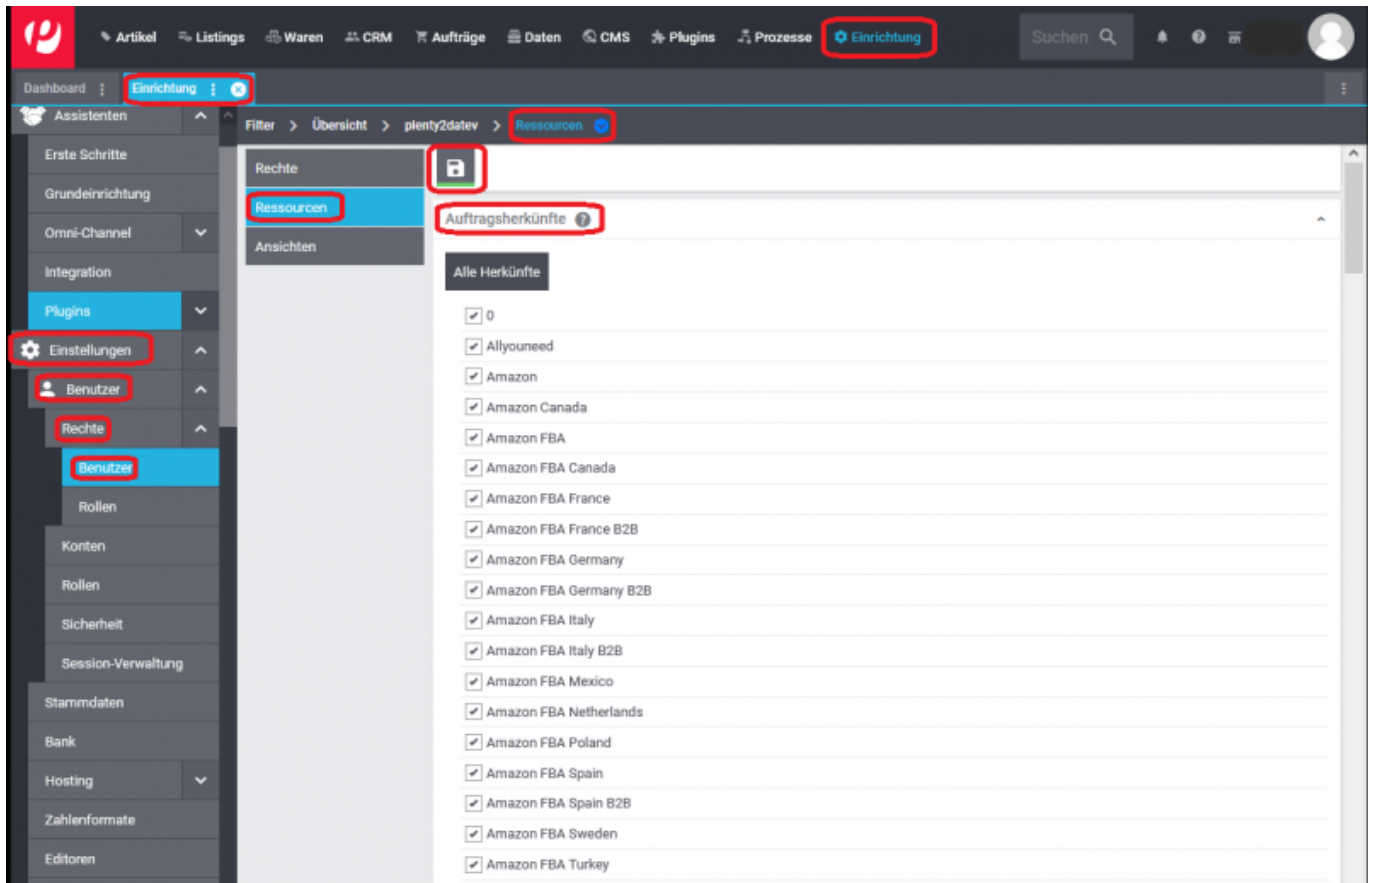 Artikel Listings Waren CRM Aufträge Daten CMS Plugins Prozesse Einrichtung Suchen
Dashboard Einrichtung
Assistenten
Erste Schritte
Grundeinrichtung
Omni-Channel
Integration
Plugins
Einstellungen
Benutzer
Rechte
Benutzer
Rollen
Konten
Rollen
Sicherheit
Session-Verwaltung
Stammdaten
Bank
Hosting
Zahlenformate
Editoren
Filter > Übersicht > plenty2datev > Ressourcen
Rechte
Ressourcen
Ansichten
Auftragsherkünfte ?
Alle Herkünfte
0
Allyouneed
Amazon
Amazon Canada
Amazon FBA
Amazon FBA Canada
Amazon FBA France
Amazon FBA France B2B
Amazon FBA Germany
Amazon FBA Germany B2B
Amazon FBA Italy
Amazon FBA Italy B2B
Amazon FBA Mexico
Amazon FBA Netherlands
Amazon FBA Poland
Amazon FBA Spain
Amazon FBA Spain B2B
Amazon FBA Sweden
Amazon FBA Turkey